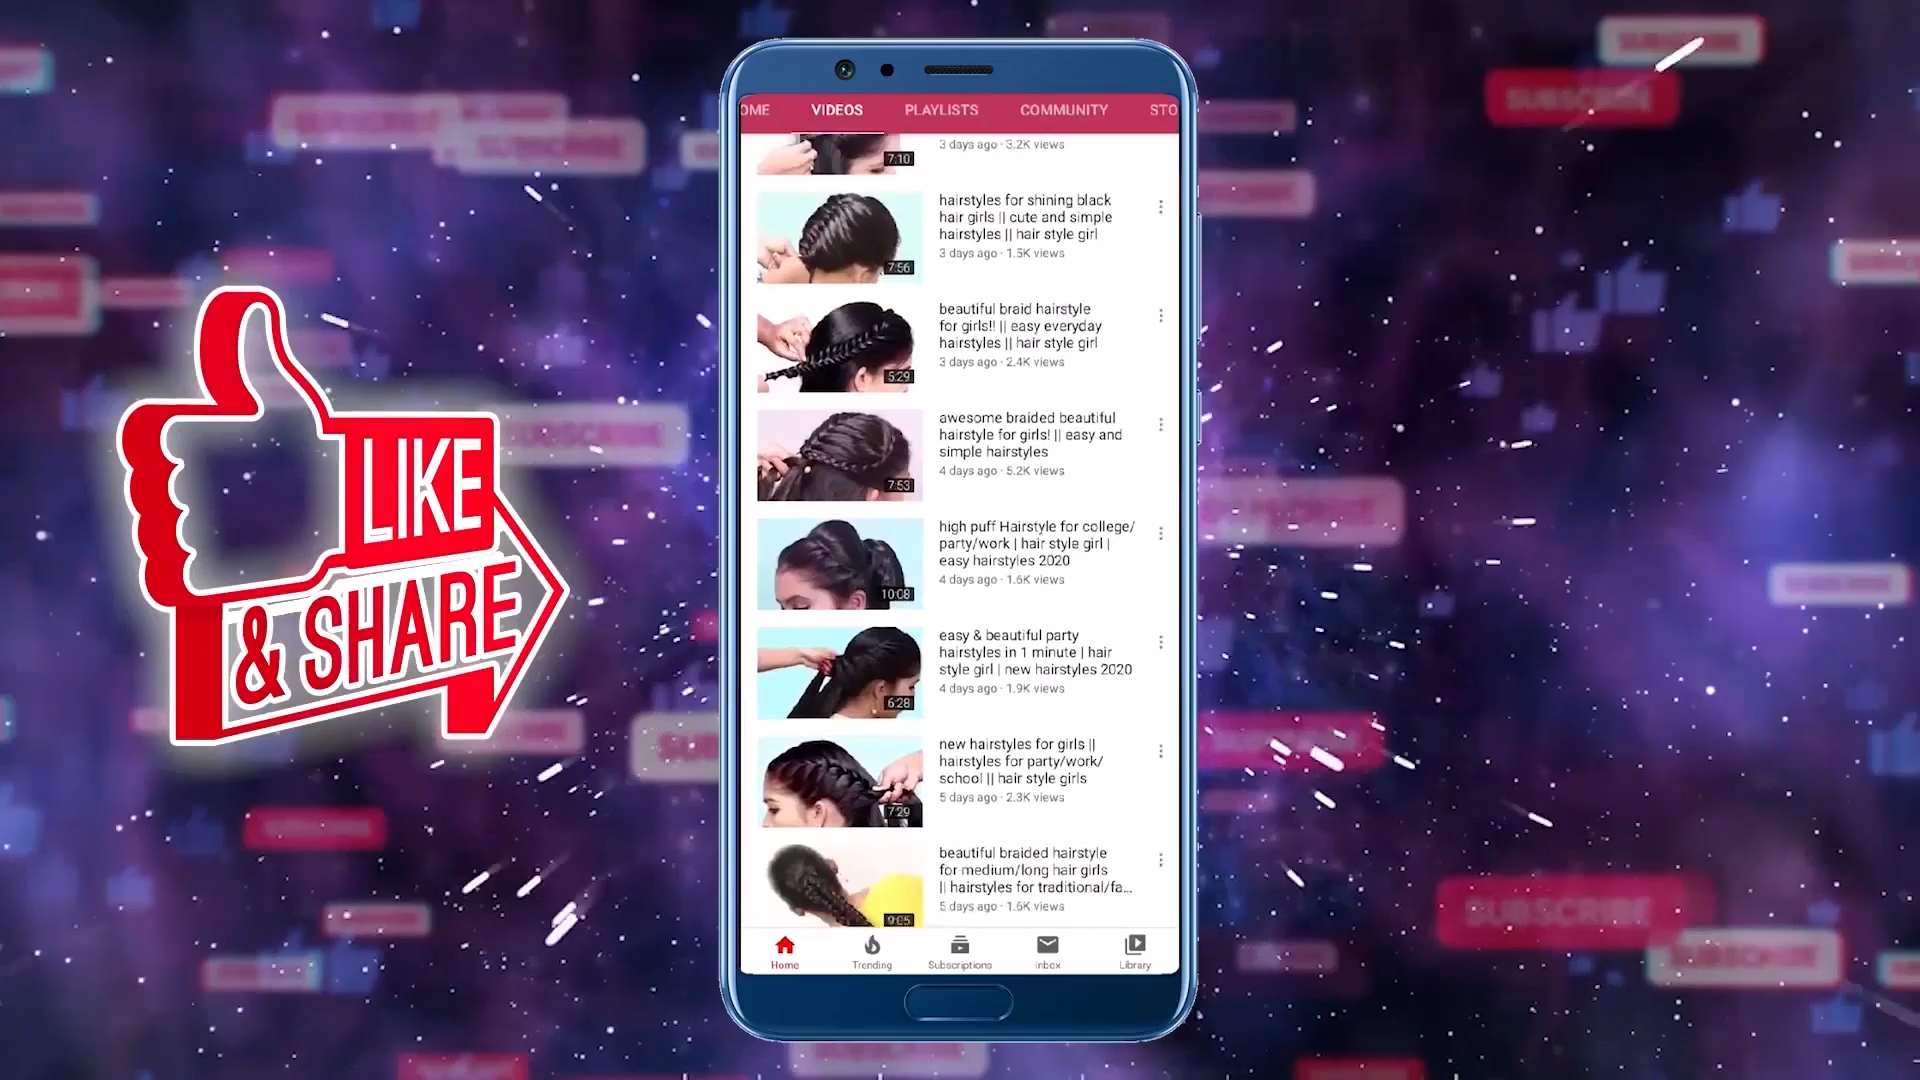 LIKE
& SHARE
OME VIDEOS PLAYLISTS COMMUNITY STO
7:10
3 days ago · 3.2K views
hairstyles for shining black
hair girls || cute and simple
hairstyles || hair style girl
3 days ago · 1.5K views
7:56
beautiful braid hairstyle
for girls!! || easy everyday
hairstyles || hair style girl
3 days ago · 2.4K views
5:29
awesome braided beautiful
hairstyle for girls! || easy and
simple hairstyles
4 days ago · 5.2K views
7:53
high puff Hairstyle for college/
party/work | hair style girl |
easy hairstyles 2020
4 days ago · 1.6K views
10:08
easy & beautiful party
hairstyles in 1 minute | hair
style girl | new hairstyles 2020
4 days ago · 1.9K views
6:28
new hairstyles for girls ||
hairstyles for party/work/
school || hair style girls
5 days ago · 2.3K views
7:29
beautiful braided hairstyle
for medium/long hair girls
|| hairstyles for traditional/fa...
5 days ago · 1.6K views
9:05
Home Trending Subscriptions Inbox Library
SUBSCRIBE
SUBSCRIBE
SUBSCRIBE